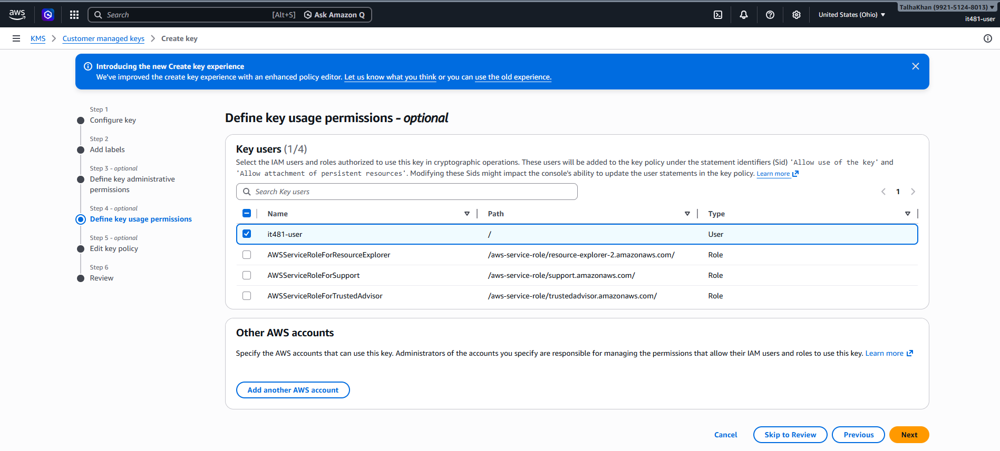 aws
Search
[Alt+S]
Ask Amazon Q
United States (Ohio)
TalhaKhan (9921-5124-8013)
it481-user
KMS
Customer managed keys
Create key
Introducing the new Create key experience
We've improved the create key experience with an enhanced policy editor. Let us know what you think or you can use the old experience.
Step 1
Configure key
Step 2
Add labels
Step 3 - optional
Define key administrative
permissions
Step 4 - optional
Define key usage permissions
Step 5 - optional
Edit key policy
Step 6
Review
Define key usage permissions - optional
Key users (1/4)
Select the IAM users and roles authorized to use this key in cryptographic operations. These users will be added to the key policy under the statement identifiers (Sid) 'Allow use of the key' and
'Allow attachment of persistent resources'. Modifying these Sids might impact the console's ability to update the user statements in the key policy. Learn more
Search Key users
1
Name
Path
Type
it481-user
/
User
AWSServiceRoleForResourceExplorer
/aws-service-role/resource-explorer-2.amazonaws.com/
Role
AWSServiceRoleForSupport
/aws-service-role/support.amazonaws.com/
Role
AWSServiceRoleForTrustedAdvisor
/aws-service-role/trustedadvisor.amazonaws.com/
Role
Other AWS accounts
Specify the AWS accounts that can use this key. Administrators of the accounts you specify are responsible for managing the permissions that allow their IAM users and roles to use this key. Learn more
Add another AWS account
Cancel
Skip to Review
Previous
Next